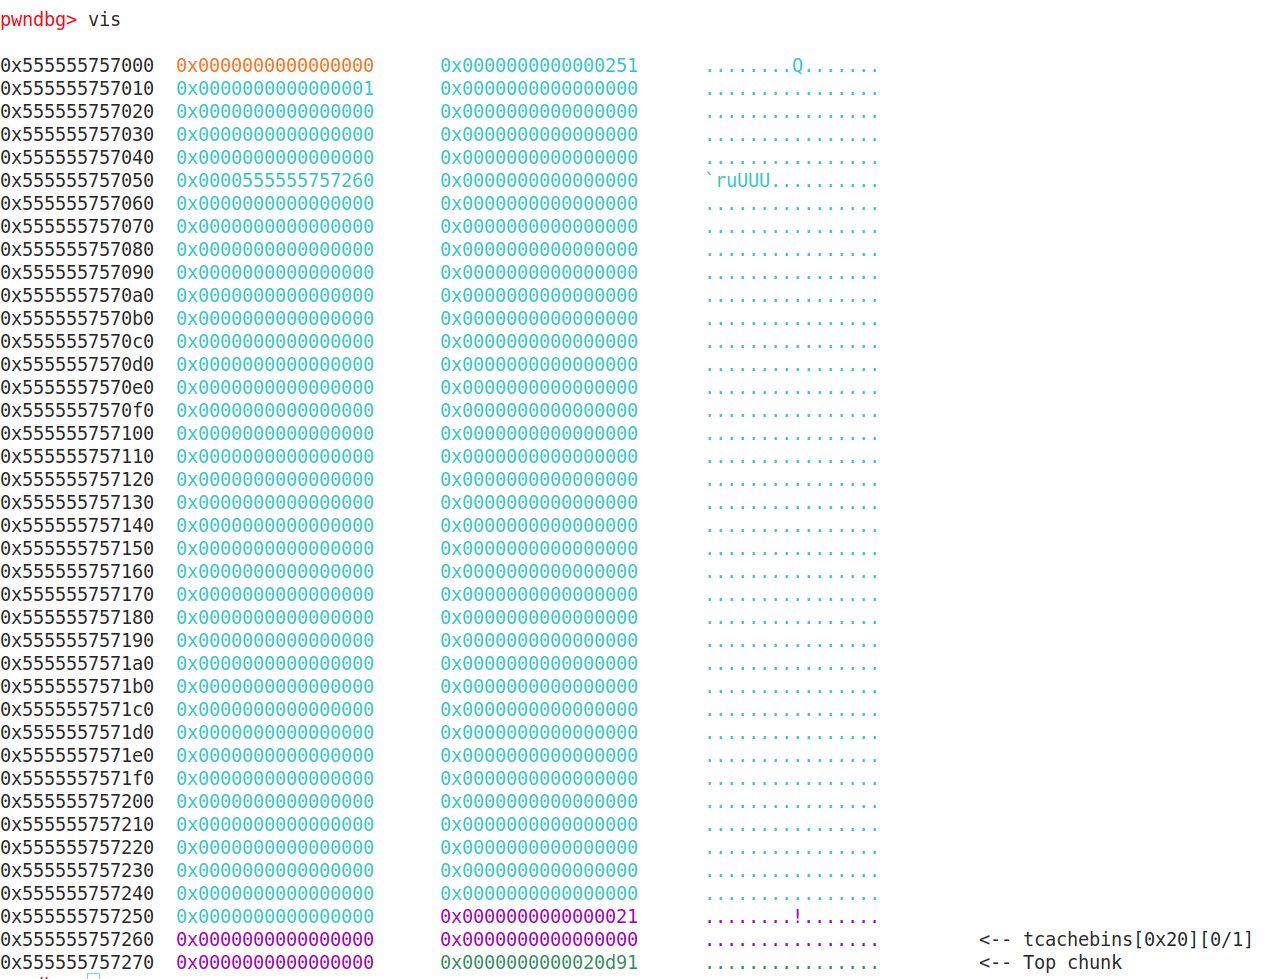 pwndbg> vis
0x555555757000 0x0000000000000000 0x0000000000000251 ........Q.......
0x555555757010 0x0000000000000001 0x0000000000000000 ................
0x555555757020 0x0000000000000000 0x0000000000000000 ................
0x555555757030 0x0000000000000000 0x0000000000000000 ................
0x555555757040 0x0000000000000000 0x0000000000000000 ................
0x555555757050 0x0000555555757260 0x0000000000000000 `ruUUU..........
0x555555757060 0x0000000000000000 0x0000000000000000 ................
0x555555757070 0x0000000000000000 0x0000000000000000 ................
0x555555757080 0x0000000000000000 0x0000000000000000 ................
0x555555757090 0x0000000000000000 0x0000000000000000 ................
0x5555557570a0 0x0000000000000000 0x0000000000000000 ................
0x5555557570b0 0x0000000000000000 0x0000000000000000 ................
0x5555557570c0 0x0000000000000000 0x0000000000000000 ................
0x5555557570d0 0x0000000000000000 0x0000000000000000 ................
0x5555557570e0 0x0000000000000000 0x0000000000000000 ................
0x5555557570f0 0x0000000000000000 0x0000000000000000 ................
0x555555757100 0x0000000000000000 0x0000000000000000 ................
0x555555757110 0x0000000000000000 0x0000000000000000 ................
0x555555757120 0x0000000000000000 0x0000000000000000 ................
0x555555757130 0x0000000000000000 0x0000000000000000 ................
0x555555757140 0x0000000000000000 0x0000000000000000 ................
0x555555757150 0x0000000000000000 0x0000000000000000 ................
0x555555757160 0x0000000000000000 0x0000000000000000 ................
0x555555757170 0x0000000000000000 0x0000000000000000 ................
0x555555757180 0x0000000000000000 0x0000000000000000 ................
0x555555757190 0x0000000000000000 0x0000000000000000 ................
0x5555557571a0 0x0000000000000000 0x0000000000000000 ................
0x5555557571b0 0x0000000000000000 0x0000000000000000 ................
0x5555557571c0 0x0000000000000000 0x0000000000000000 ................
0x5555557571d0 0x0000000000000000 0x0000000000000000 ................
0x5555557571e0 0x0000000000000000 0x0000000000000000 ................
0x5555557571f0 0x0000000000000000 0x0000000000000000 ................
0x555555757200 0x0000000000000000 0x0000000000000000 ................
0x555555757210 0x0000000000000000 0x0000000000000000 ................
0x555555757220 0x0000000000000000 0x0000000000000000 ................
0x555555757230 0x0000000000000000 0x0000000000000000 ................
0x555555757240 0x0000000000000000 0x0000000000000000 ................
0x555555757250 0x0000000000000000 0x0000000000000021 ........!.......
0x555555757260 0x0000000000000000 0x0000000000000000 ................ <-- tcachebins[0x20][0/1]
0x555555757270 0x0000000000000000 0x0000000000020d91 ................ <-- Top chunk